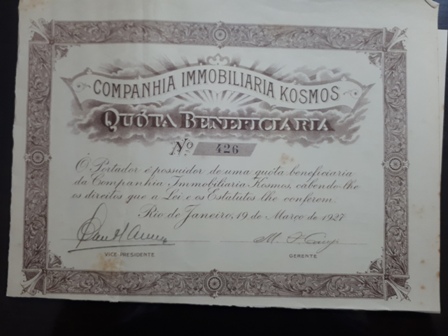 COMPANHIA IMMOBILIARIA KOSMOS
QUÓTA BENEFICIARIA
Nº 426
O Portador é possuidor de uma quota beneficiaria
da Companhia Immobiliaria Kosmos, cabendo-lhe
os direitos que a Lei e os Estatutos lhe conferem.
Rio de Janeiro, 19 de Março de 1927
VICE PRESIDENTE
GERENTE